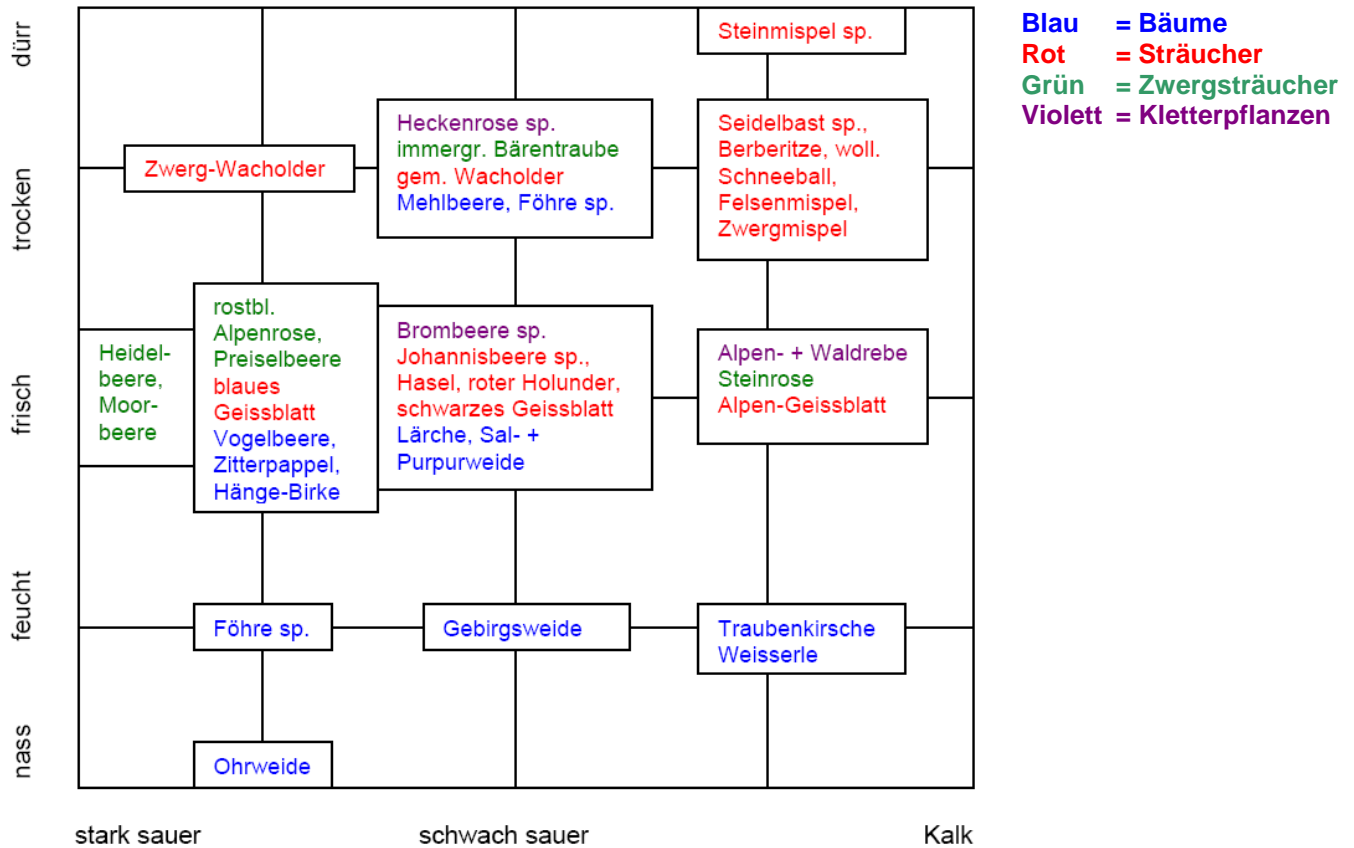 dürr
trocken
frisch
feucht
nass
Steinmispel sp.
Zwerg-Wacholder
Heckenrose sp.
immergr. Bärentraube
gem. Wacholder
Mehlbeere, Föhre sp.
Seidelbast sp.,
Berberitze, woll.
Schneeball,
Felsenmispel,
Zwergmispel
Heidel-
beere,
Moor-
beere
rostbl.
Alpenrose,
Preiselbeere
blaues
Geissblatt
Vogelbeere,
Zitterpappel,
Hänge-Birke
Brombeere sp.
Johannisbeere sp.,
Hasel, roter Holunder,
schwarzes Geissblatt
Lärche, Sal- +
Purpurweide
Alpen- + Waldrebe
Steinrose
Alpen-Geissblatt
Föhre sp.
Gebirgsweide
Traubenkirsche
Weisserle
Ohrweide
stark sauer
schwach sauer
Kalk
Blau = Bäume
Rot = Sträucher
Grün = Zwergsträucher
Violett = Kletterpflanzen